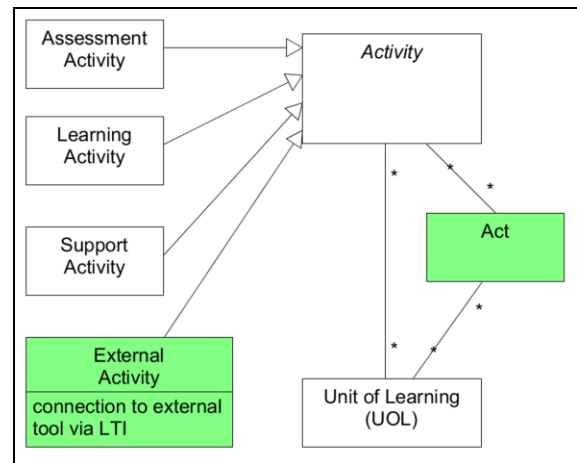 Assessment
Activity
Activity
Learning
Activity
*
*
*
Act
Support
Activity
*
External
Activity
connection to external
tool via LTI
*
*
Unit of Learning
(UOL)